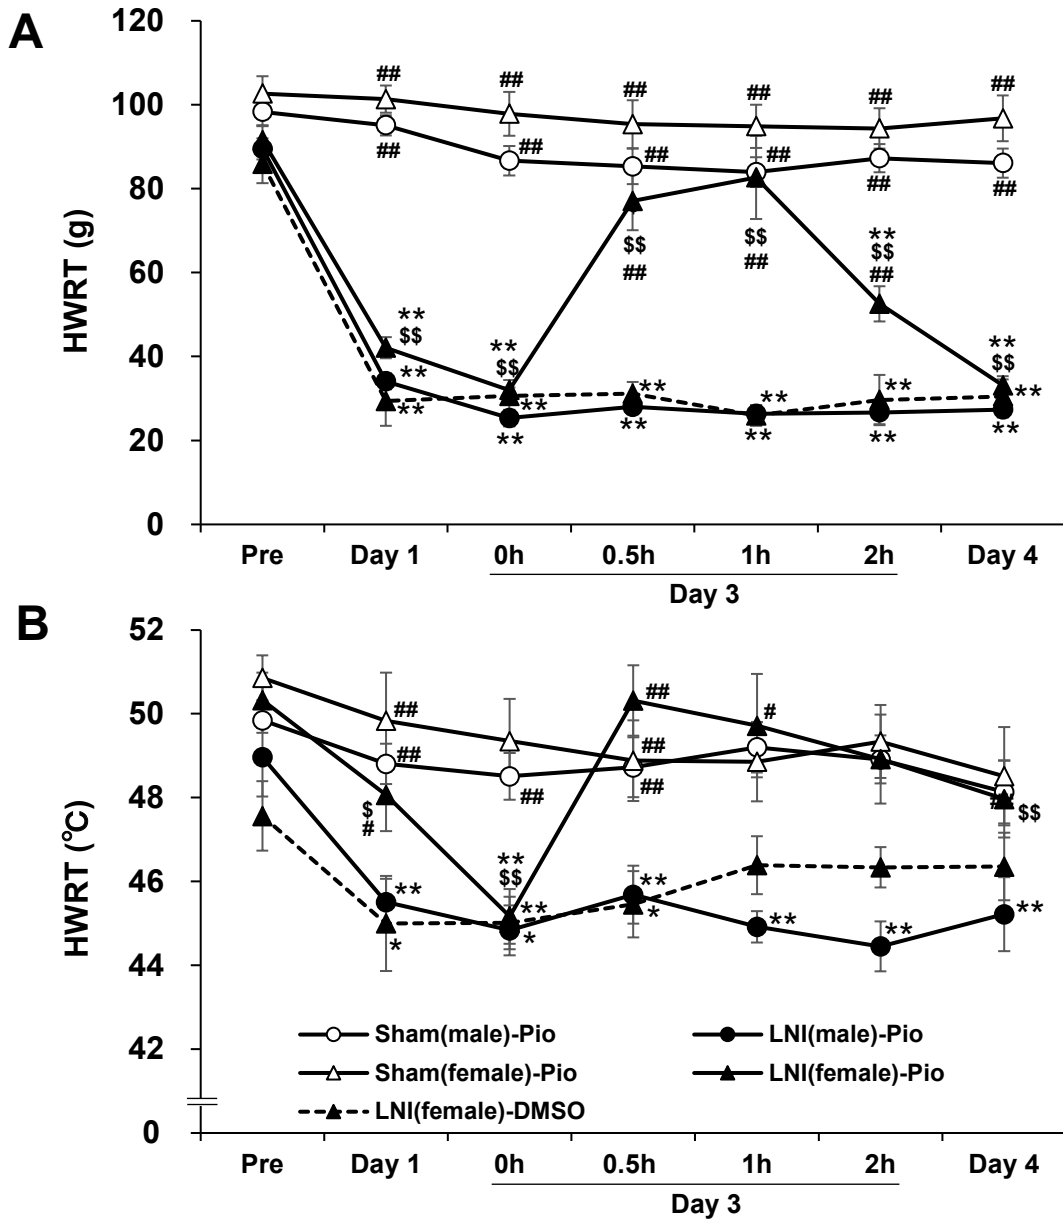 A
HWRT (g)
120
100
80
60
40
20
0
## ## ## ## ## ## ##
## ## ## ## ## ##
** $$ ** **
** $$ ** **
$$ ## ** **
$$ ## ** **
** $$ ## ** **
** $$ ** **
Pre Day 1 0h 0.5h 1h 2h Day 4
Day 3
B
HWRT (°C)
52
50
48
46
44
42
0
## ## $ # ** *
## ** $$ ** *
## ## ## ** *
# **
**
$$ **
Sham(male)-Pio LNI(male)-Pio
Sham(female)-Pio LNI(female)-Pio
LNI(female)-DMSO
Pre Day 1 0h 0.5h 1h 2h Day 4
Day 3